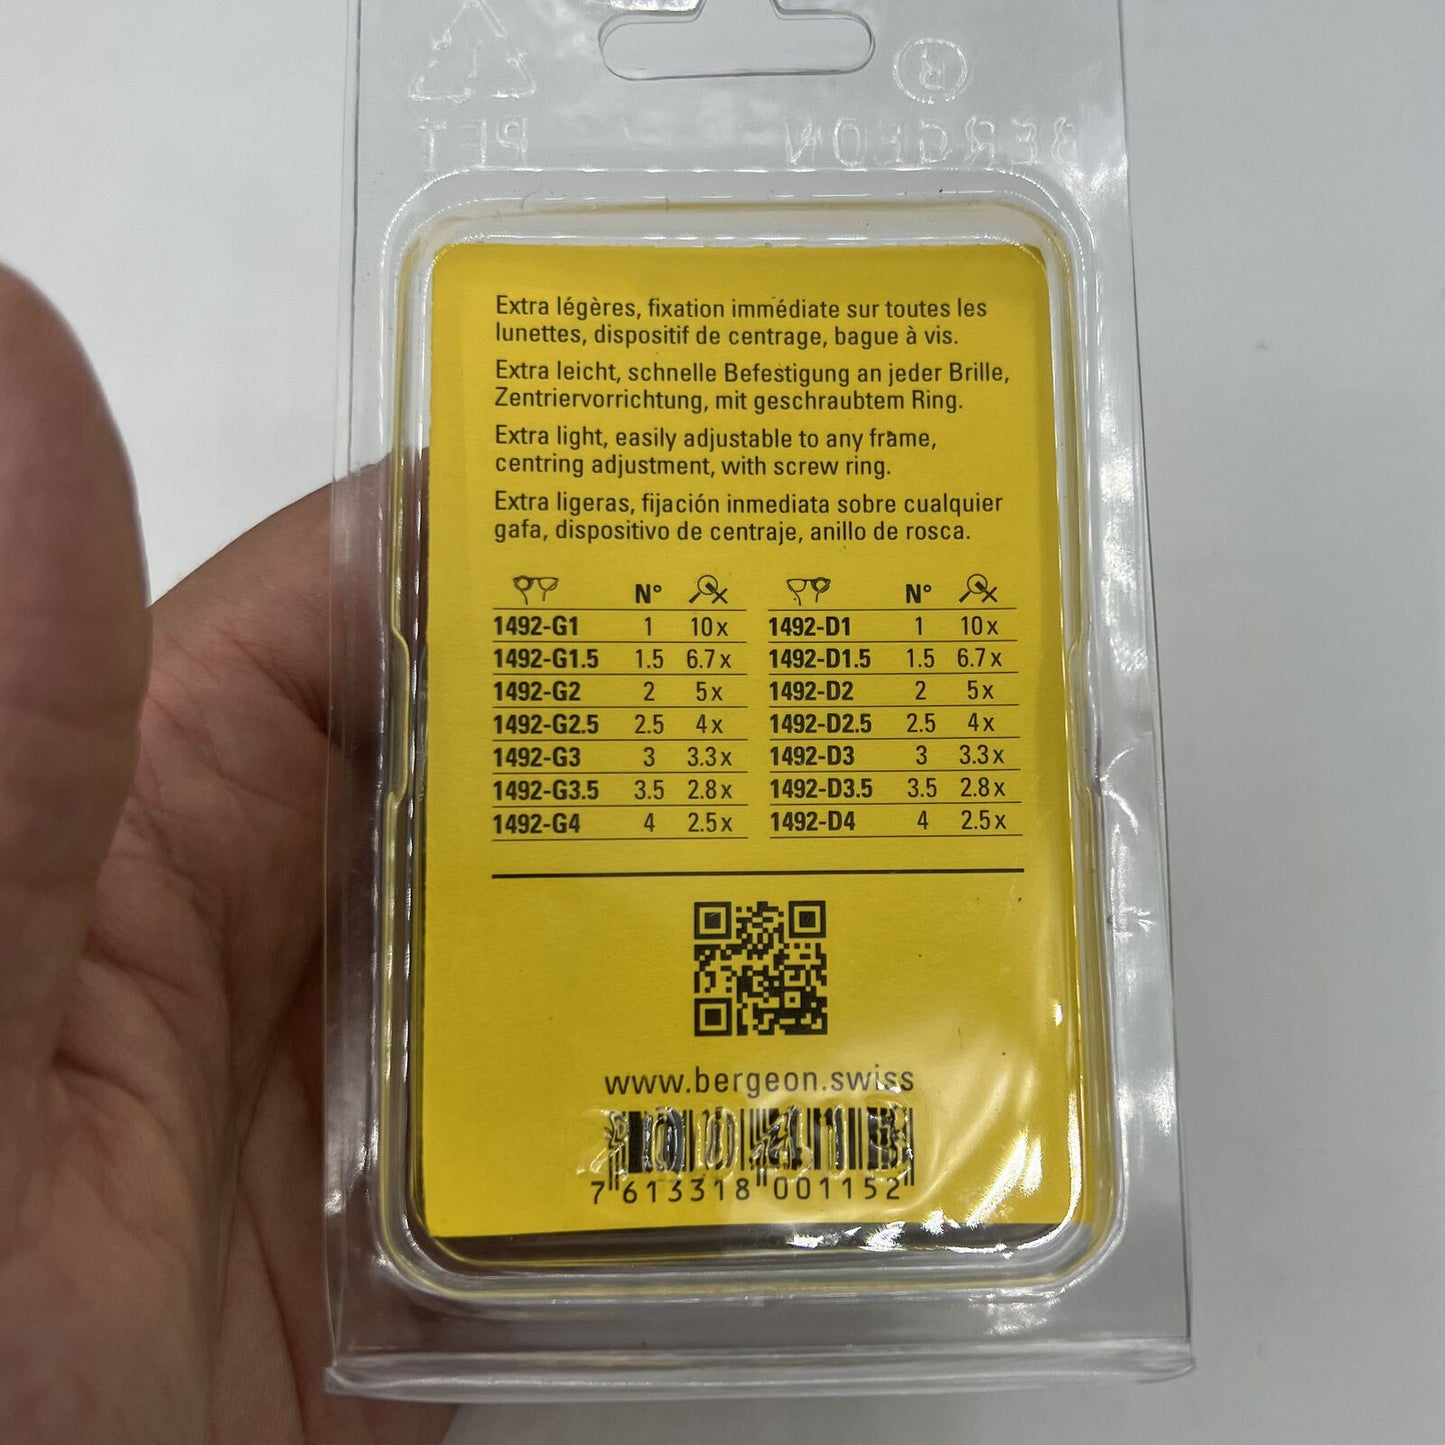 PET
BERGEON
®
Extra légères, fixation immédiate sur toutes les
lunettes, dispositif de centrage, bague à vis.
Extra leicht, schnelle Befestigung an jeder Brille,
Zentriervorrichtung, mit geschraubtem Ring.
Extra light, easily adjustable to any frame,
centring adjustment, with screw ring.
Extra ligeras, fijación inmediata sobre cualquier
gafa, dispositivo de centraje, anillo de rosca.
N° N°
1492-G1 1 10x 1492-D1 1 10x
1492-G1.5 1.5 6.7x 1492-D1.5 1.5 6.7x
1492-G2 2 5x 1492-D2 2 5x
1492-G2.5 2.5 4x 1492-D2.5 2.5 4x
1492-G3 3 3.3x 1492-D3 3 3.3x
1492-G3.5 3.5 2.8x 1492-D3.5 3.5 2.8x
1492-G4 4 2.5x 1492-D4 4 2.5x
www.bergeon.swiss
7 613318 001152